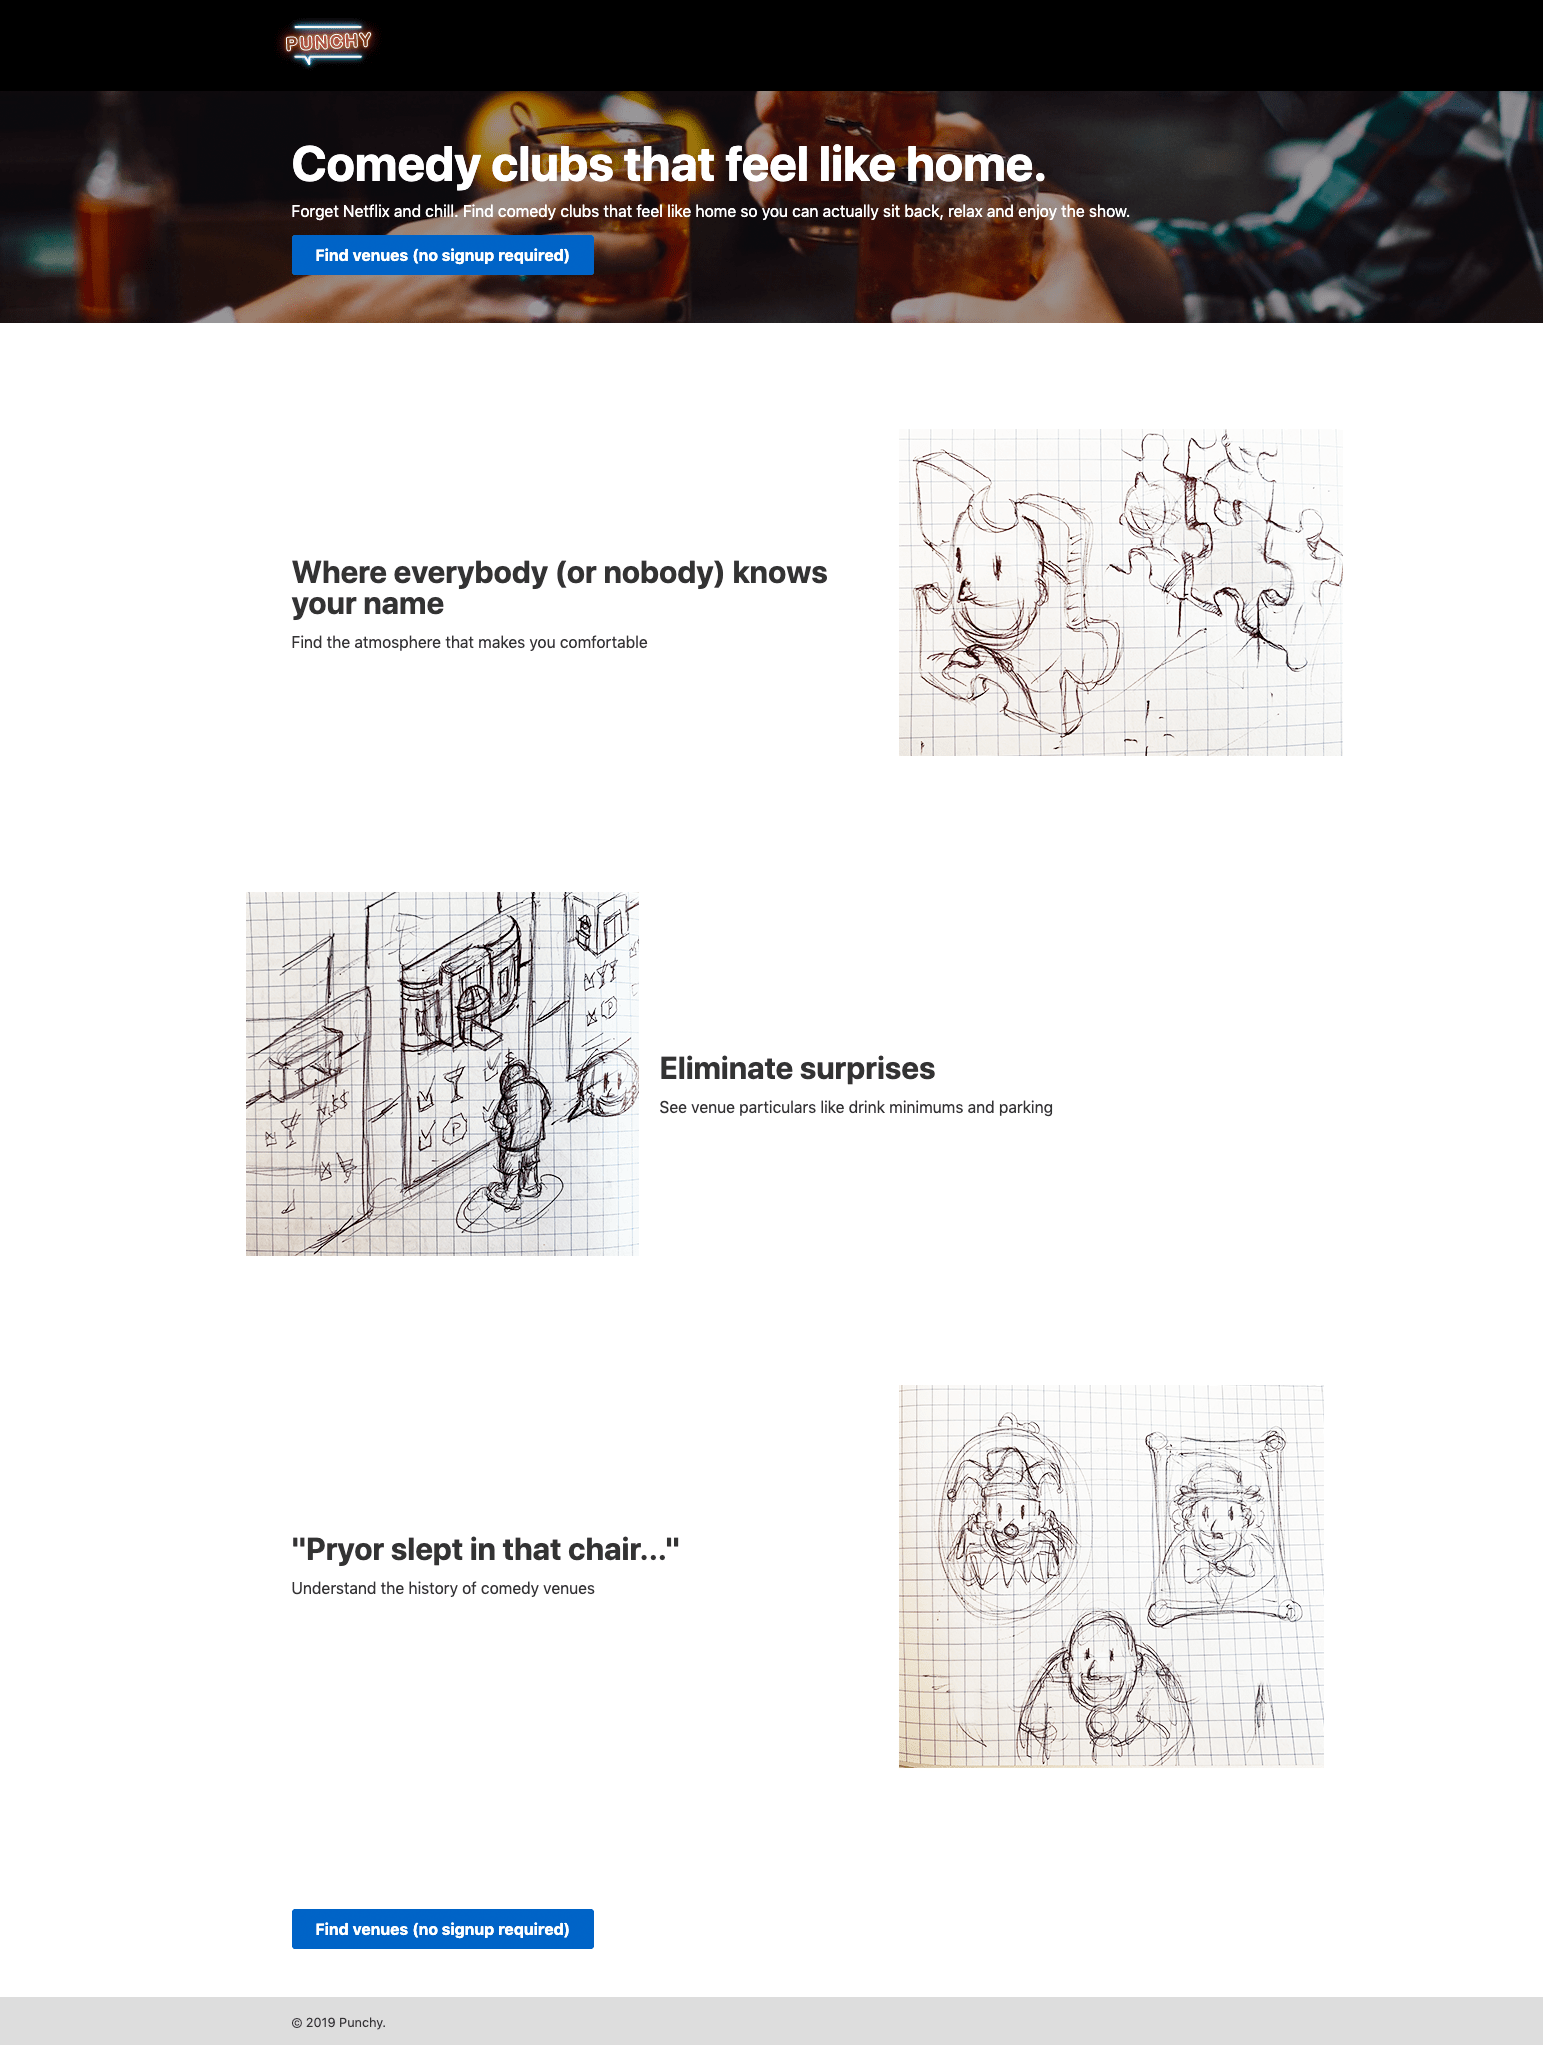 PUNCHY
Comedy clubs that feel like home.
Forget Netflix and chill. Find comedy clubs that feel like home so you can actually sit back, relax and enjoy the show.
Find venues (no signup required)
Where everybody (or nobody) knows
your name
Find the atmosphere that makes you comfortable
P
$$
P
Eliminate surprises
See venue particulars like drink minimums and parking
"Pryor slept in that chair..."
Understand the history of comedy venues
Find venues (no signup required)
© 2019 Punchy.